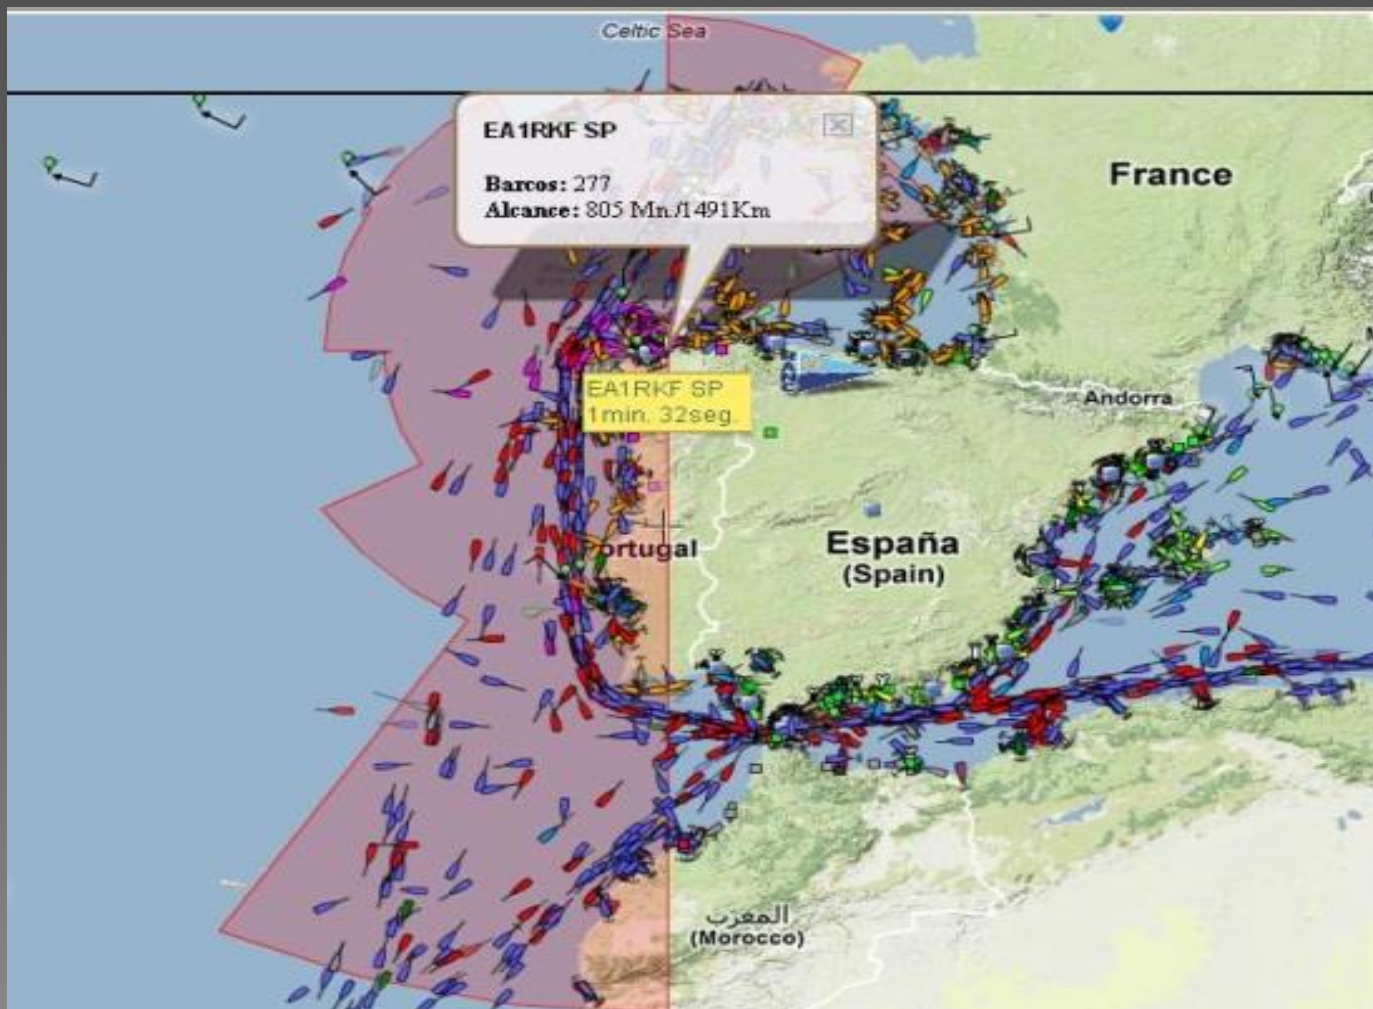 Celtic Sea
EA1RKF SP
Barcos: 277
Alcance: 805 Mn./1491Km
France
EA1RKF SP
1min. 32seg.
Andorra
Portugal
España
(Spain)
المغرب
(Morocco)